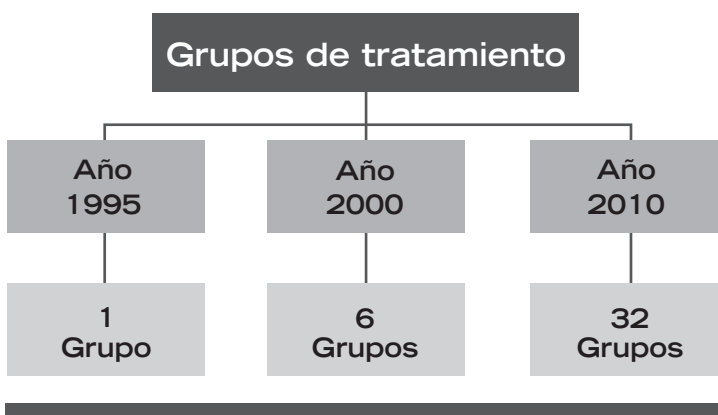 Grupos de tratamiento
Año
1995
Año
2000
Año
2010
1
Grupo
6
Grupos
32
Grupos